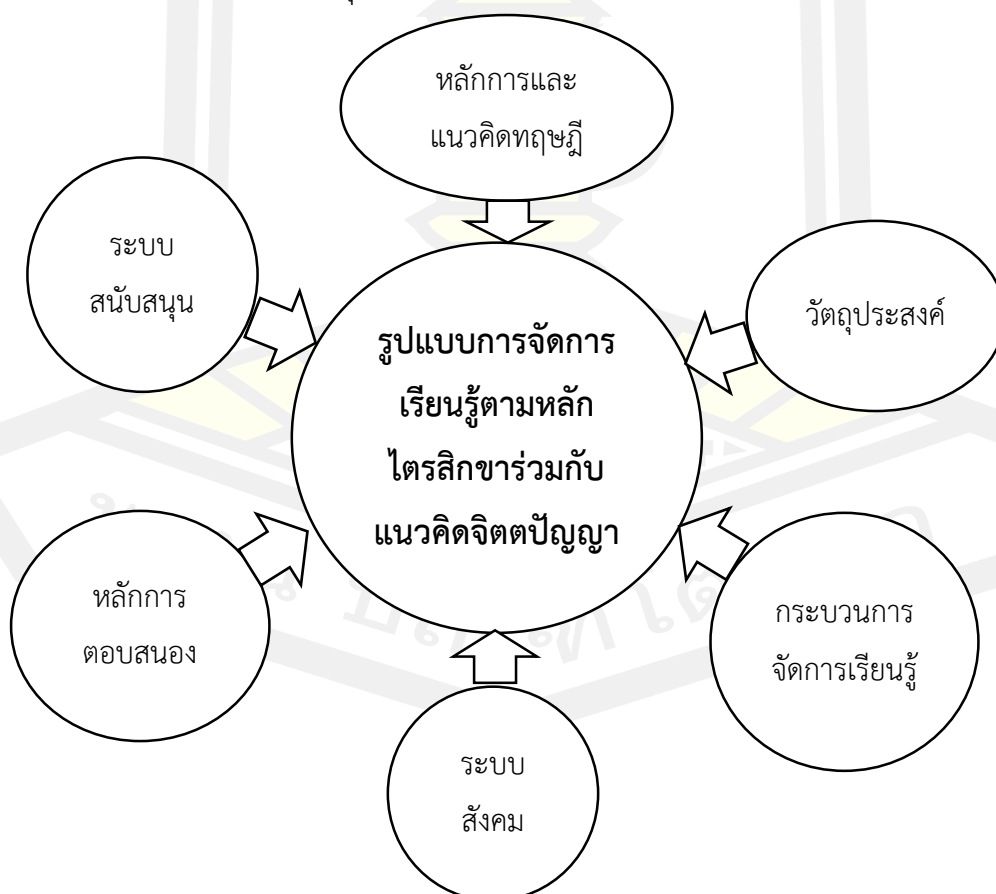 หลักการและ
แนวคิดทฤษฎี
ระบบ
สนับสนุน
วัตถุประสงค์
รูปแบบการจัดการ
เรียนรู้ตามหลัก
ไตรสิกขาร่วมกับ
แนวคิดจิตตปัญญา
หลักการ
ตอบสนอง
กระบวนการ
จัดการเรียนรู้
ระบบ
สังคม